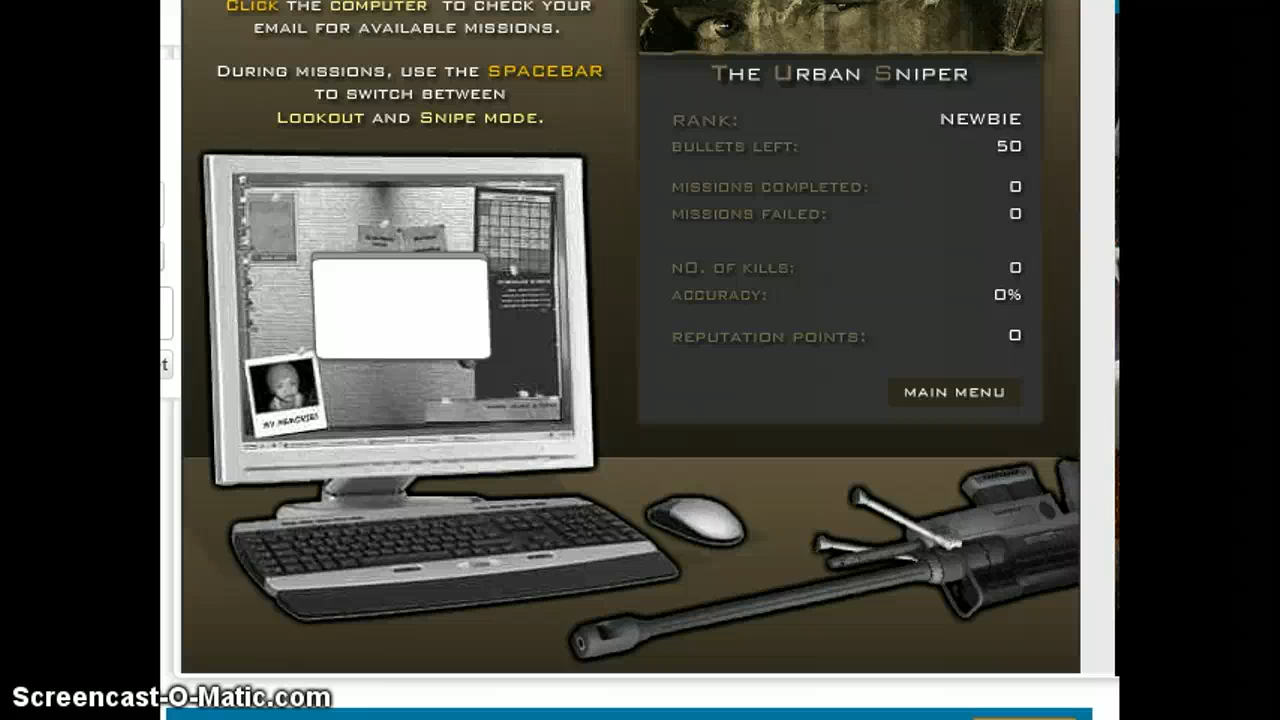 CLICK THE COMPUTER TO CHECK YOUR
EMAIL FOR AVAILABLE MISSIONS.
DURING MISSIONS, USE THE SPACEBAR
TO SWITCH BETWEEN
LOOKOUT AND SNIPE MODE.
THE URBAN SNIPER
RANK: NEWBIE
BULLETS LEFT: 50
MISSIONS COMPLETED: 0
MISSIONS FAILED: 0
NO. OF KILLS: 0
ACCURACY: 0%
REPUTATION POINTS: 0
MAIN MENU
MY MEMORIES
t
Screencast-O-Matic.com